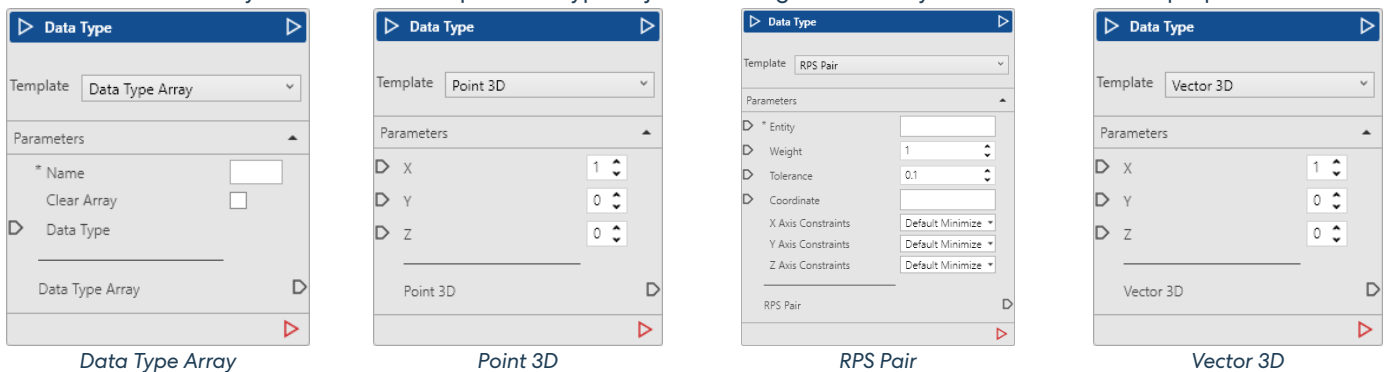 Data Type
Template Data Type Array
Parameters
* Name
Clear Array
Data Type
Data Type Array
Data Type Array
Data Type
Template Point 3D
Parameters
X 1
Y 0
Z 0
Point 3D
Point 3D
Data Type
Template RPS Pair
Parameters
* Entity
Weight 1
Tolerance 0.1
Coordinate
X Axis Constraints Default Minimize
Y Axis Constraints Default Minimize
Z Axis Constraints Default Minimize
RPS Pair
RPS Pair
Data Type
Template Vector 3D
Parameters
X 1
Y 0
Z 0
Vector 3D
Vector 3D